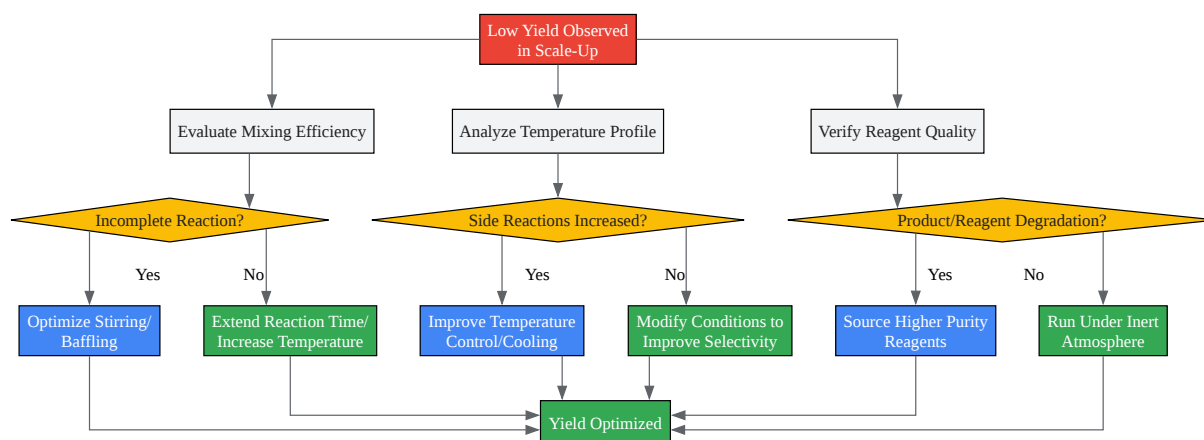 Low Yield Observed
in Scale-Up
Evaluate Mixing Efficiency
Analyze Temperature Profile
Verify Reagent Quality
Incomplete Reaction?
Side Reactions Increased?
Product/Reagent Degradation?
Yes
No
Yes
No
Yes
No
Optimize Stirring/
Baffling
Extend Reaction Time/
Increase Temperature
Improve Temperature
Control/Cooling
Modify Conditions to
Improve Selectivity
Source Higher Purity
Reagents
Run Under Inert
Atmosphere
Yield Optimized